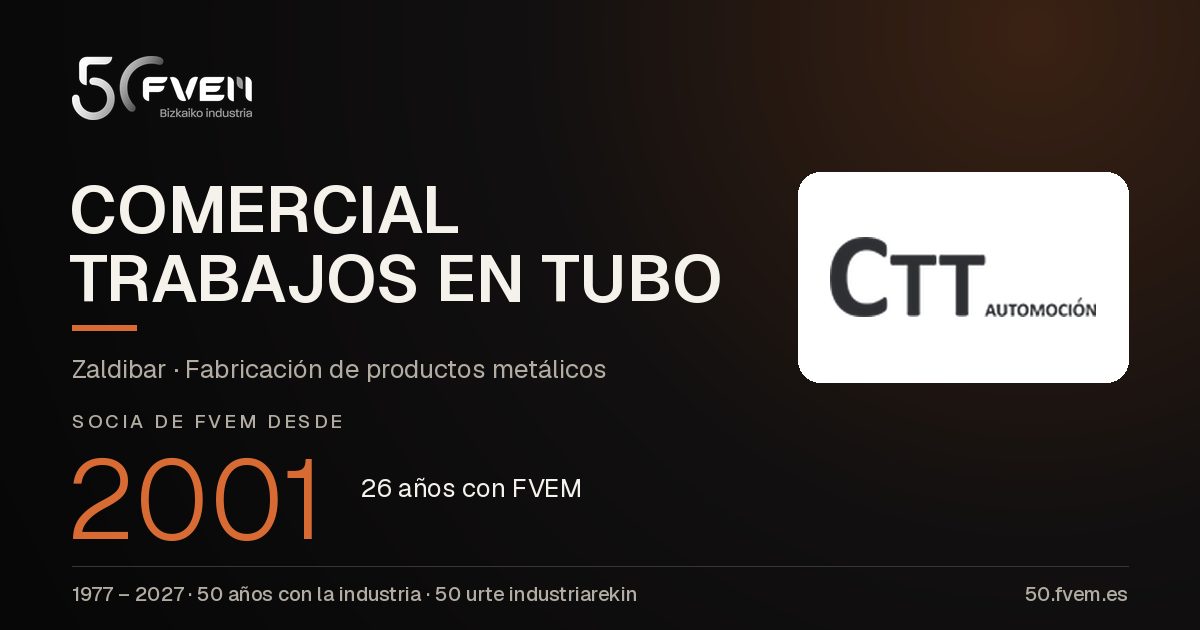 50 FVEM
Bizkaiko industria
COMERCIAL
TRABAJOS EN TUBO
CTT AUTOMOCIÓN
Zaldibar · Fabricación de productos metálicos
SOCIA DE FVEM DESDE
2001
26 años con FVEM
1977 – 2027 · 50 años con la industria · 50 urte industriarekin
50.fvem.es